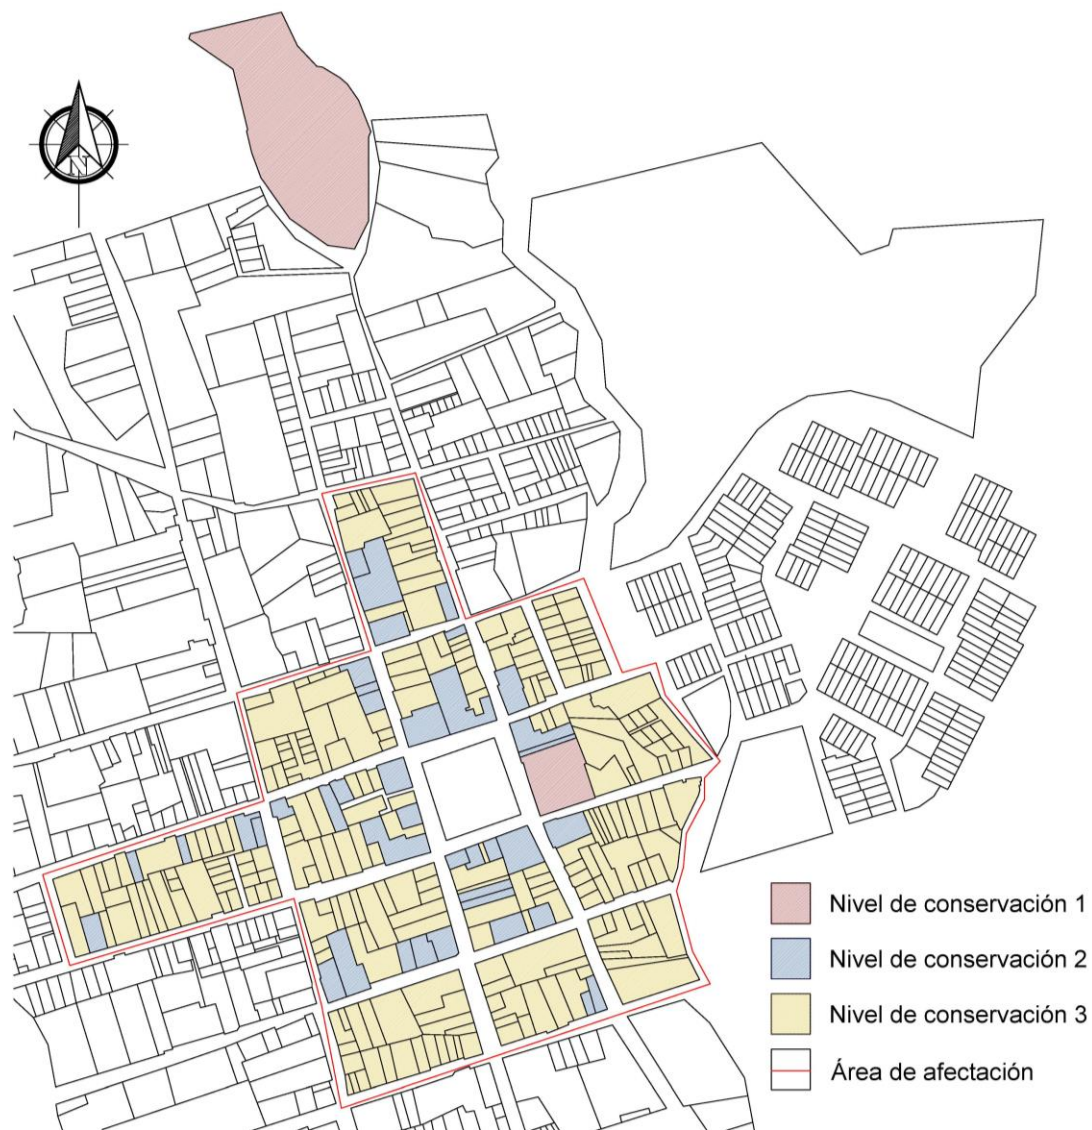 N
Nivel de conservación 1
Nivel de conservación 2
Nivel de conservación 3
Área de afectación